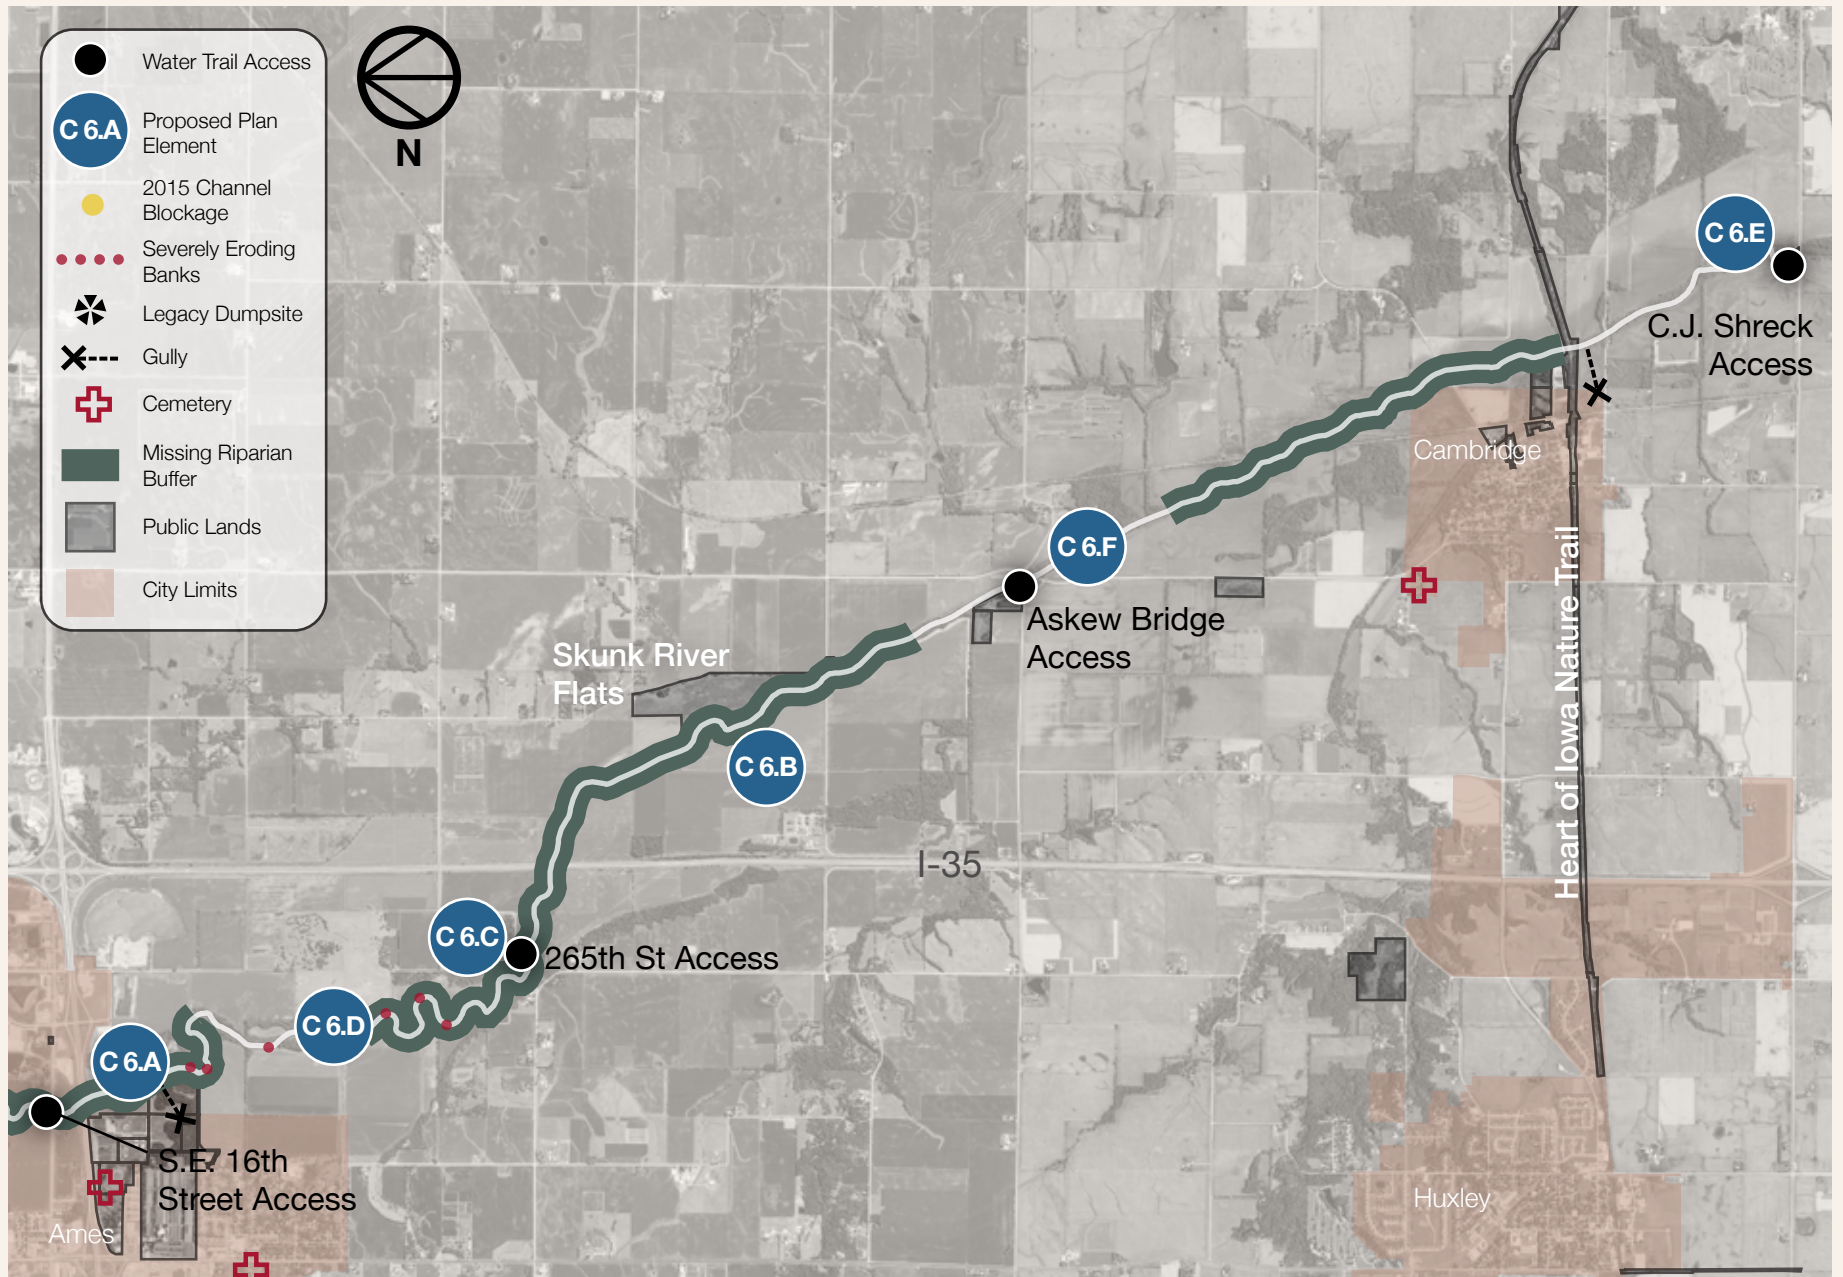 Water Trail Access
C 6.A
Proposed Plan
Element
2015 Channel
Blockage
Severely Eroding
Banks
Legacy Dumpsite
Gully
Cemetery
Missing Riparian
Buffer
Public Lands
City Limits
N
C 6.E
C.J. Shreck
Access
Cambridge
Heart of Iowa Nature Trail
C 6.F
Askew Bridge
Access
Skunk River
Flats
C 6.B
I-35
C 6.C
265th St Access
C 6.D
C 6.A
S.E. 16th
Street Access
Ames
Huxley